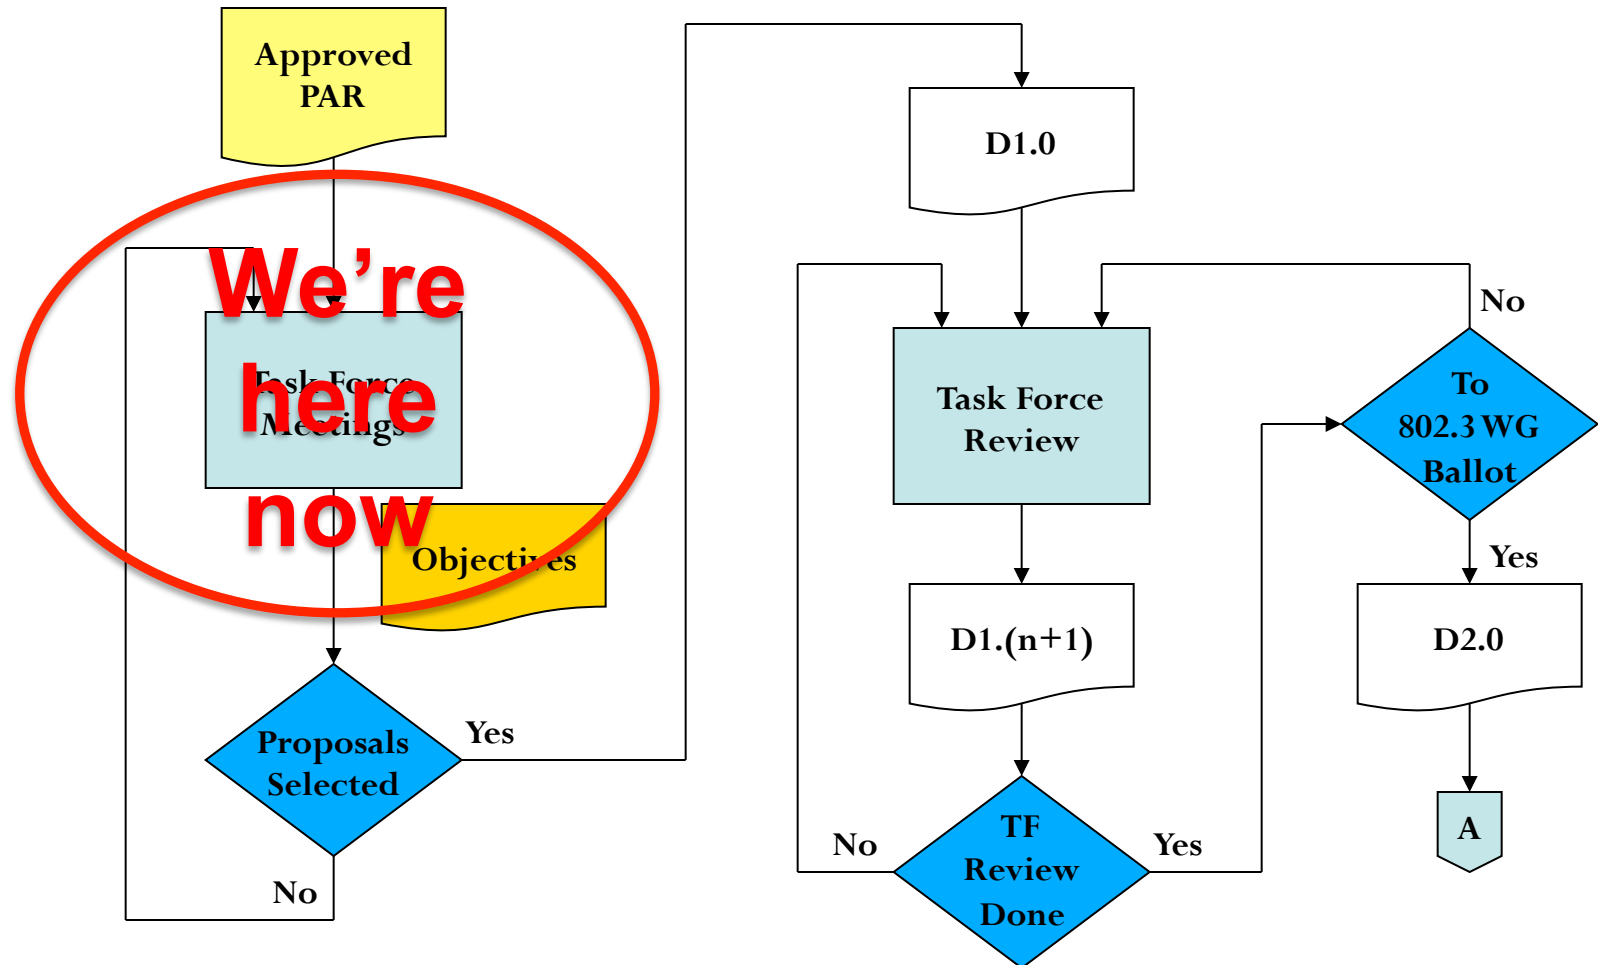 Approved
PAR
We're
here
now
Task Force
Meetings
Objectives
Proposals
Selected
Yes
No
D1.0
Task Force
Review
D1.(n+1)
TF
Review
Done
No
Yes
No
To
802.3 WG
Ballot
Yes
D2.0
A